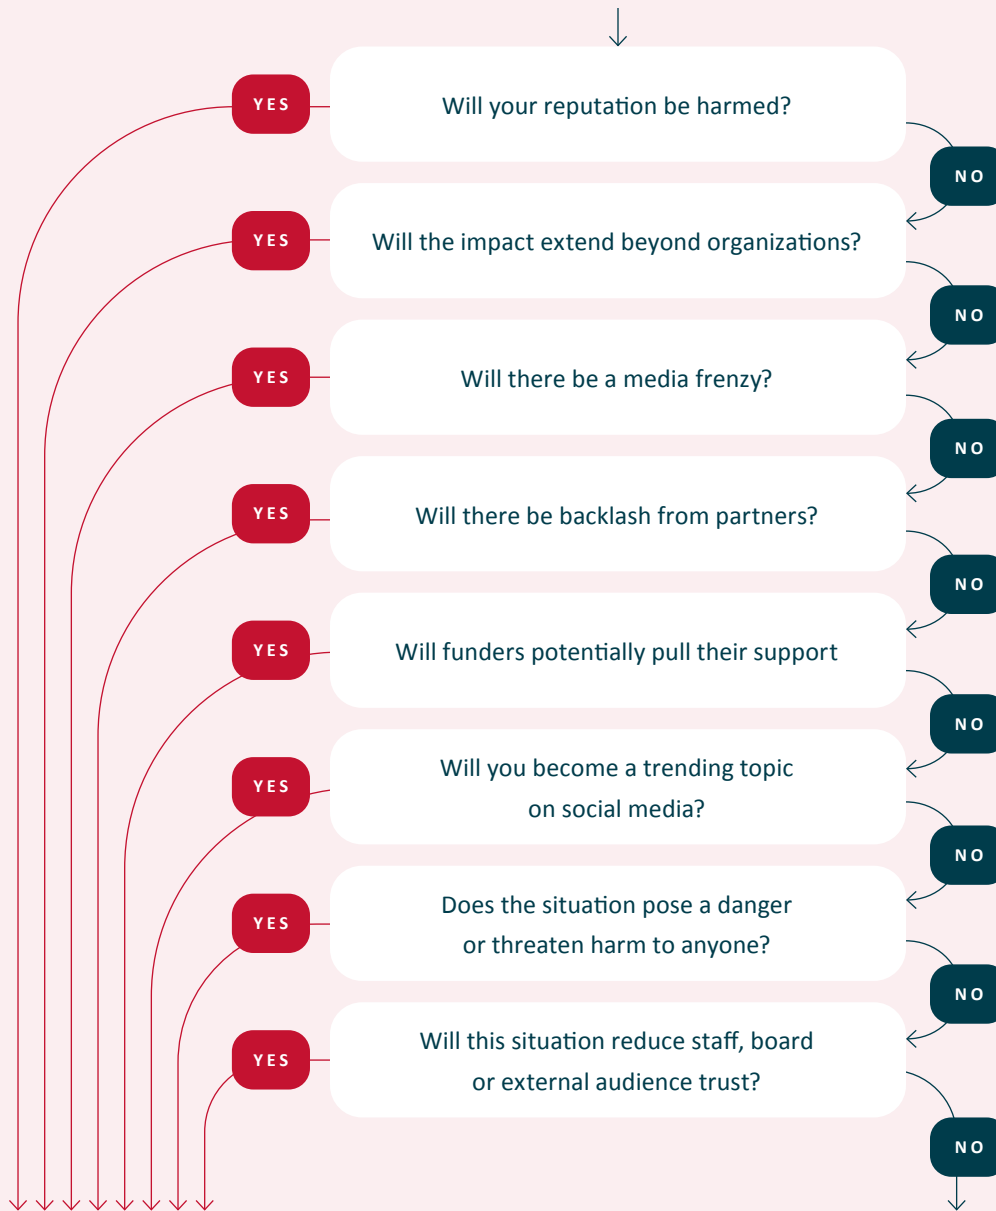 Will your reputation be harmed?
YES
NO
Will the impact extend beyond organizations?
YES
NO
Will there be a media frenzy?
YES
NO
Will there be backlash from partners?
YES
NO
Will funders potentially pull their support
YES
NO
Will you become a trending topic
on social media?
YES
NO
Does the situation pose a danger
or threaten harm to anyone?
YES
NO
Will this situation reduce staff, board
or external audience trust?
YES
NO